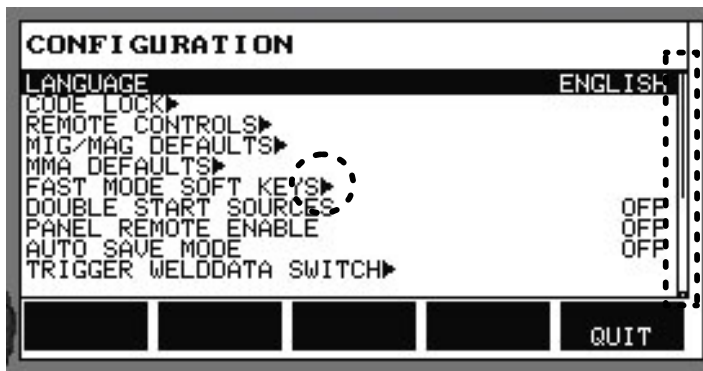 CONFIGURATION
LANGUAGE ENGLISH
CODE LOCK▶
REMOTE CONTROLS▶
MIG/MAG DEFAULTS▶
MMA DEFAULTS▶
FAST MODE SOFT KEYS▶
DOUBLE START SOURCES OFF
PANEL REMOTE ENABLE OFF
AUTO SAVE MODE OFF
TRIGGER WELDDATA SWITCH▶
QUIT